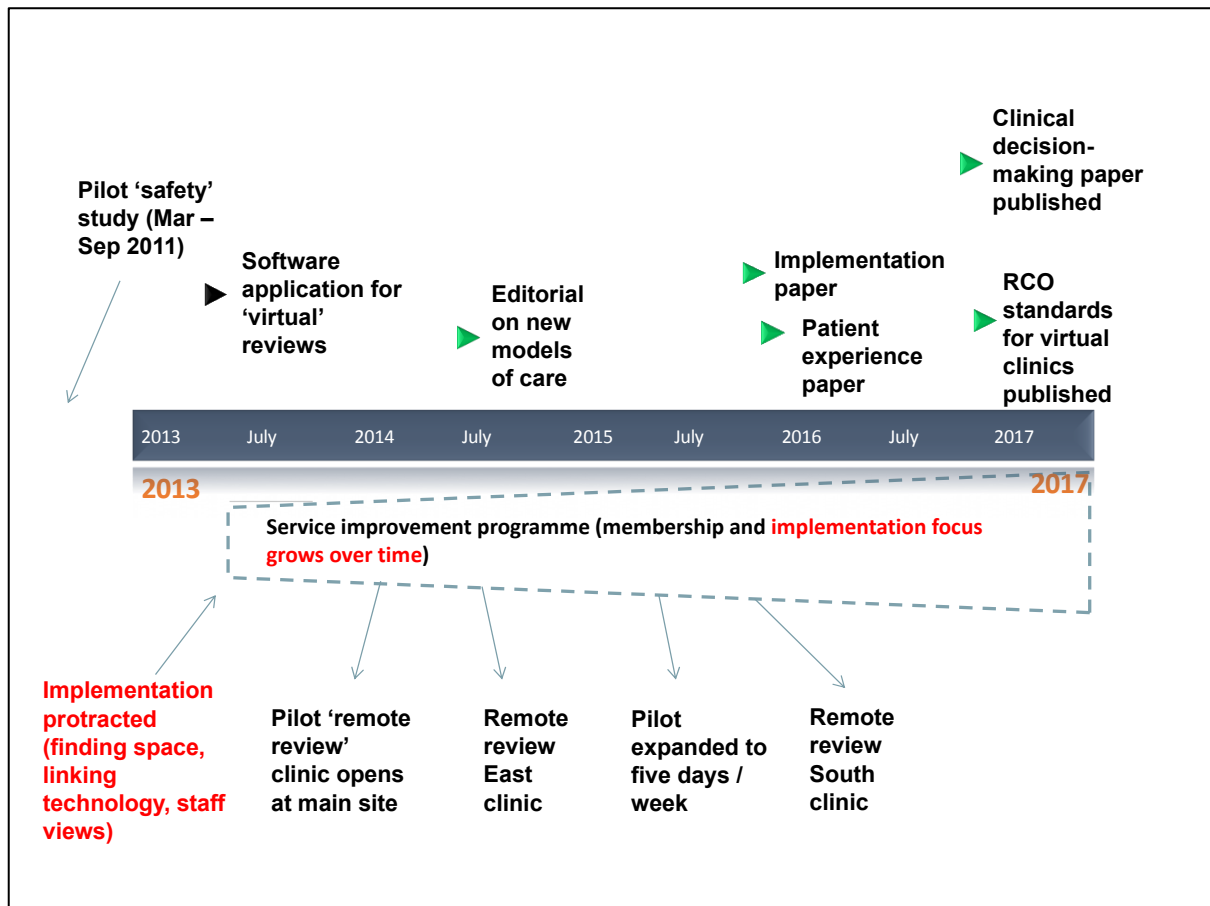 Clinical
decision-
making paper
published
Pilot ‘safety’
study (Mar –
Sep 2011)
Software
application for
‘virtual’
reviews
Editorial
on new
models
of care
Implementation
paper
Patient
experience
paper
RCO
standards
for virtual
clinics
published
2013 July 2014 July 2015 July 2016 July 2017
2013 2017
Service improvement programme (membership and implementation focus
grows over time)
Implementation
protracted
(finding space,
linking
technology, staff
views)
Pilot ‘remote
review’
clinic opens
at main site
Remote
review
East
clinic
Pilot
expanded to
five days /
week
Remote
review
South
clinic